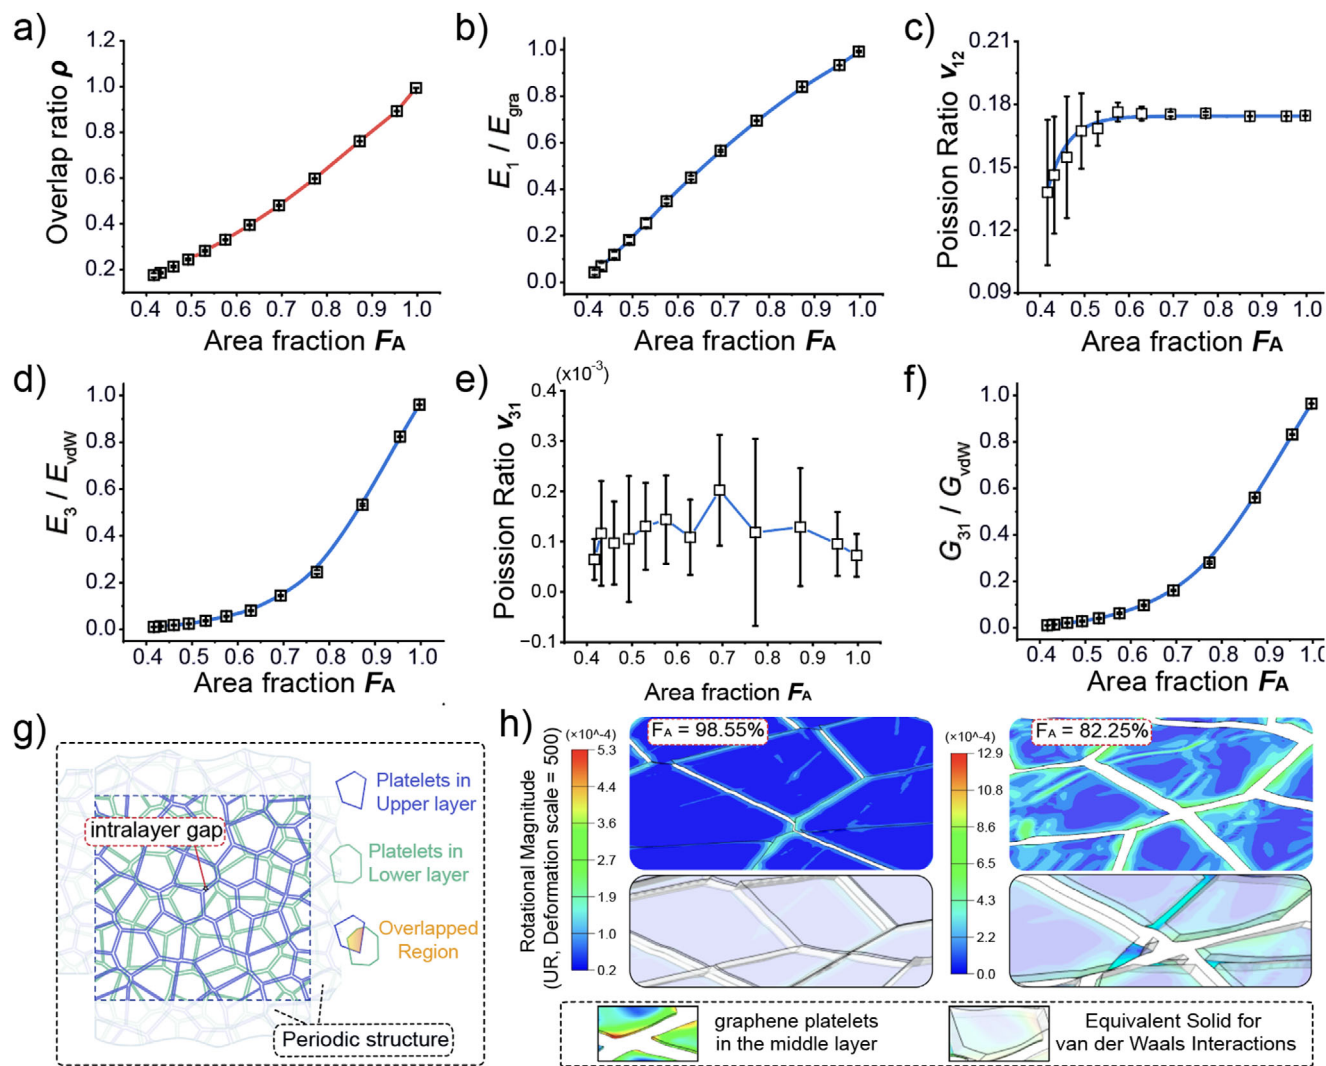 a)
Overlap ratio ρ
1.2
1.0
0.8
0.6
0.4
0.2
0.4 0.5 0.6 0.7 0.8 0.9 1.0
Area fraction FA
b)
E1 / Egra
1.0
0.8
0.6
0.4
0.2
0.0
0.4 0.5 0.6 0.7 0.8 0.9 1.0
Area fraction FA
c)
Poission Ratio v12
0.21
0.18
0.15
0.12
0.09
0.4 0.5 0.6 0.7 0.8 0.9 1.0
Area fraction FA
d)
E3 / EvdW
1.0
0.8
0.6
0.4
0.2
0.0
0.4 0.5 0.6 0.7 0.8 0.9 1.0
Area fraction FA
e)
(x10^-3)
Poission Ratio v31
0.4
0.3
0.2
0.1
0.0
−0.1
0.4 0.5 0.6 0.7 0.8 0.9 1.0
Area fraction FA
f)
G31 / GvdW
1.0
0.8
0.6
0.4
0.2
0.0
0.4 0.5 0.6 0.7 0.8 0.9 1.0
Area fraction FA
g)
intralayer gap
Platelets in
Upper layer
Platelets in
Lower layer
Overlapped
Region
Periodic structure
h)
Rotational Magnitude
(UR, Deformation scale = 500)
(×10^-4)
5.3
4.4
3.6
2.7
1.9
1.0
0.2
FA = 98.55%
(×10^-4)
12.9
10.8
8.6
6.5
4.3
2.2
0.0
FA = 82.25%
graphene platelets
in the middle layer
Equivalent Solid for
van der Waals Interactions